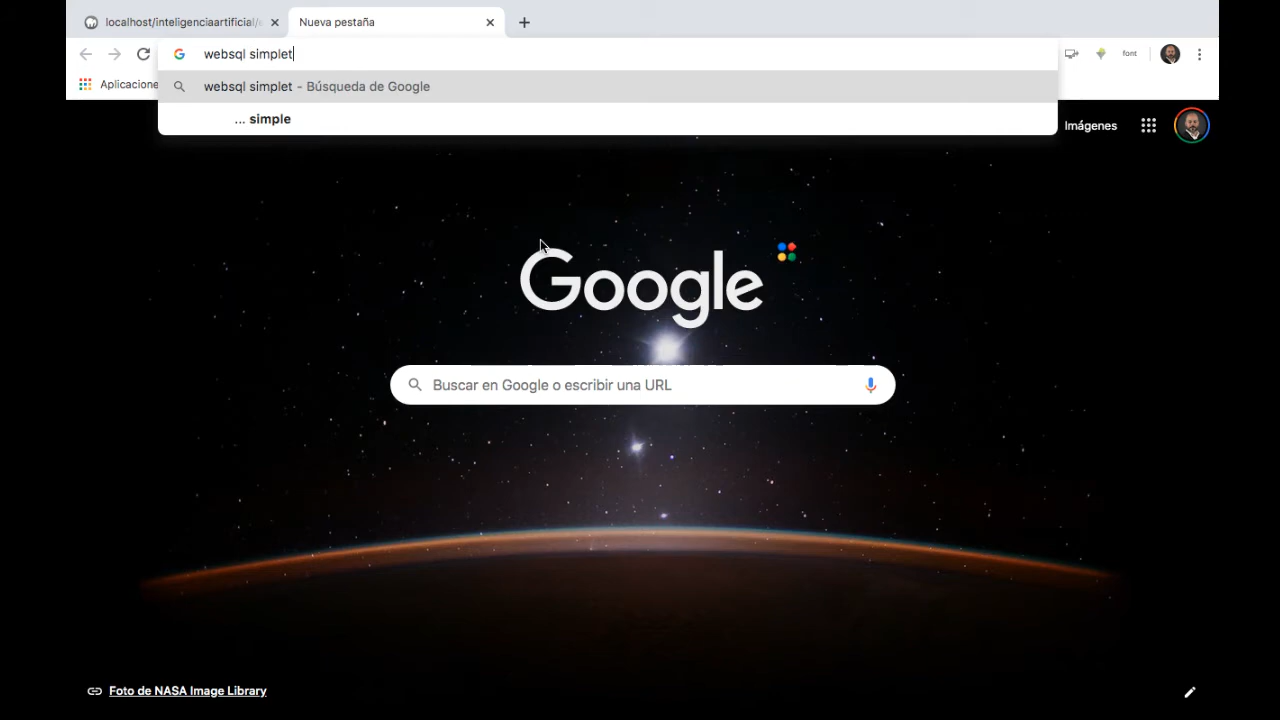 localhost/inteligenciaartificial/
Nueva pestaña
websql simplet
font
websql simplet - Búsqueda de Google
Aplicacione
... simple
Imágenes
Google
Buscar en Google o escribir una URL
Foto de NASA Image Library